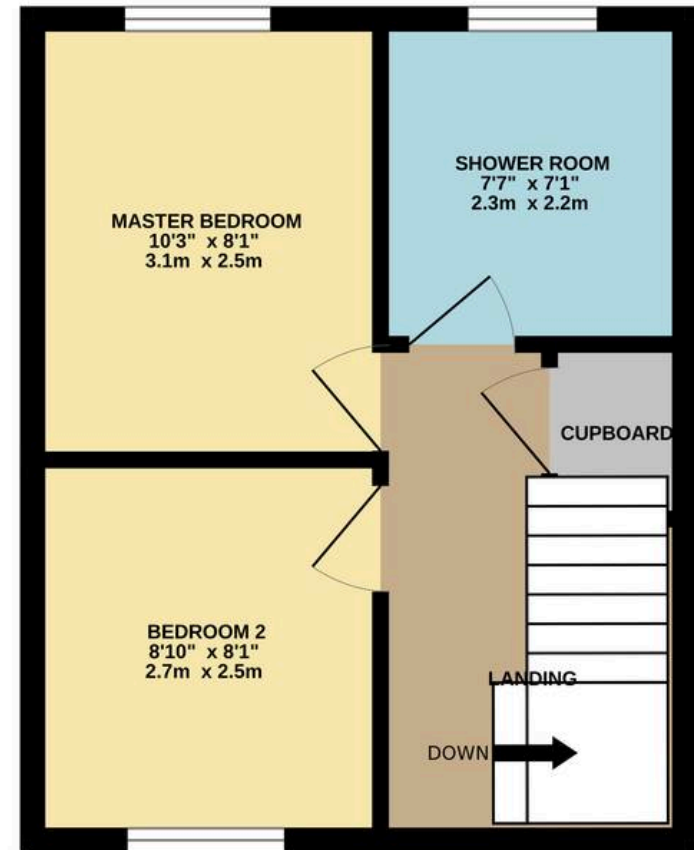 MASTER BEDROOM
10'3" x 8'1"
3.1m x 2.5m
SHOWER ROOM
7'7" x 7'1"
2.3m x 2.2m
CUPBOARD
BEDROOM 2
8'10" x 8'1"
2.7m x 2.5m
LANDING
DOWN